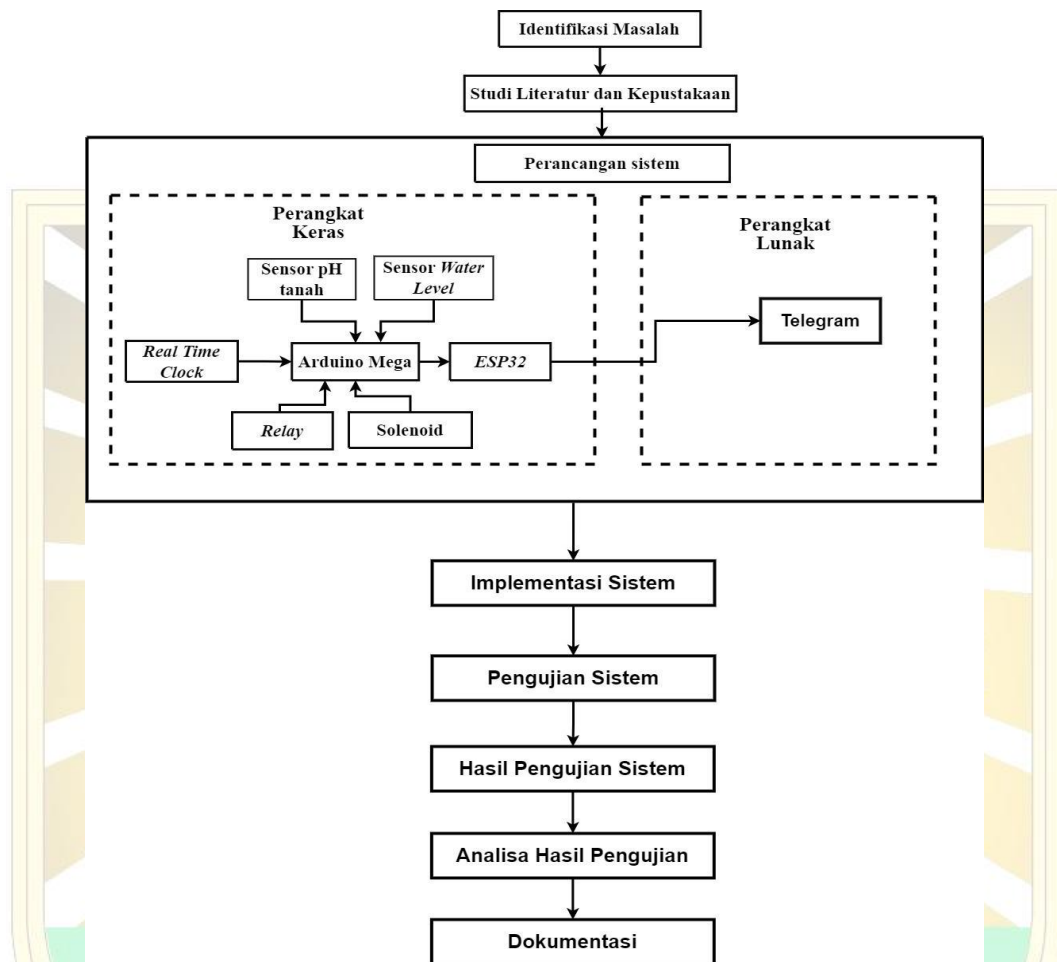 Identifikasi Masalah
Studi Literatur dan Kepustakaan
Perancangan sistem
Perangkat
Keras
Sensor pH
tanah
Sensor Water
Level
Real Time
Clock
Arduino Mega
ESP32
Relay
Solenoid
Perangkat
Lunak
Telegram
Implementasi Sistem
Pengujian Sistem
Hasil Pengujian Sistem
Analisa Hasil Pengujian
Dokumentasi